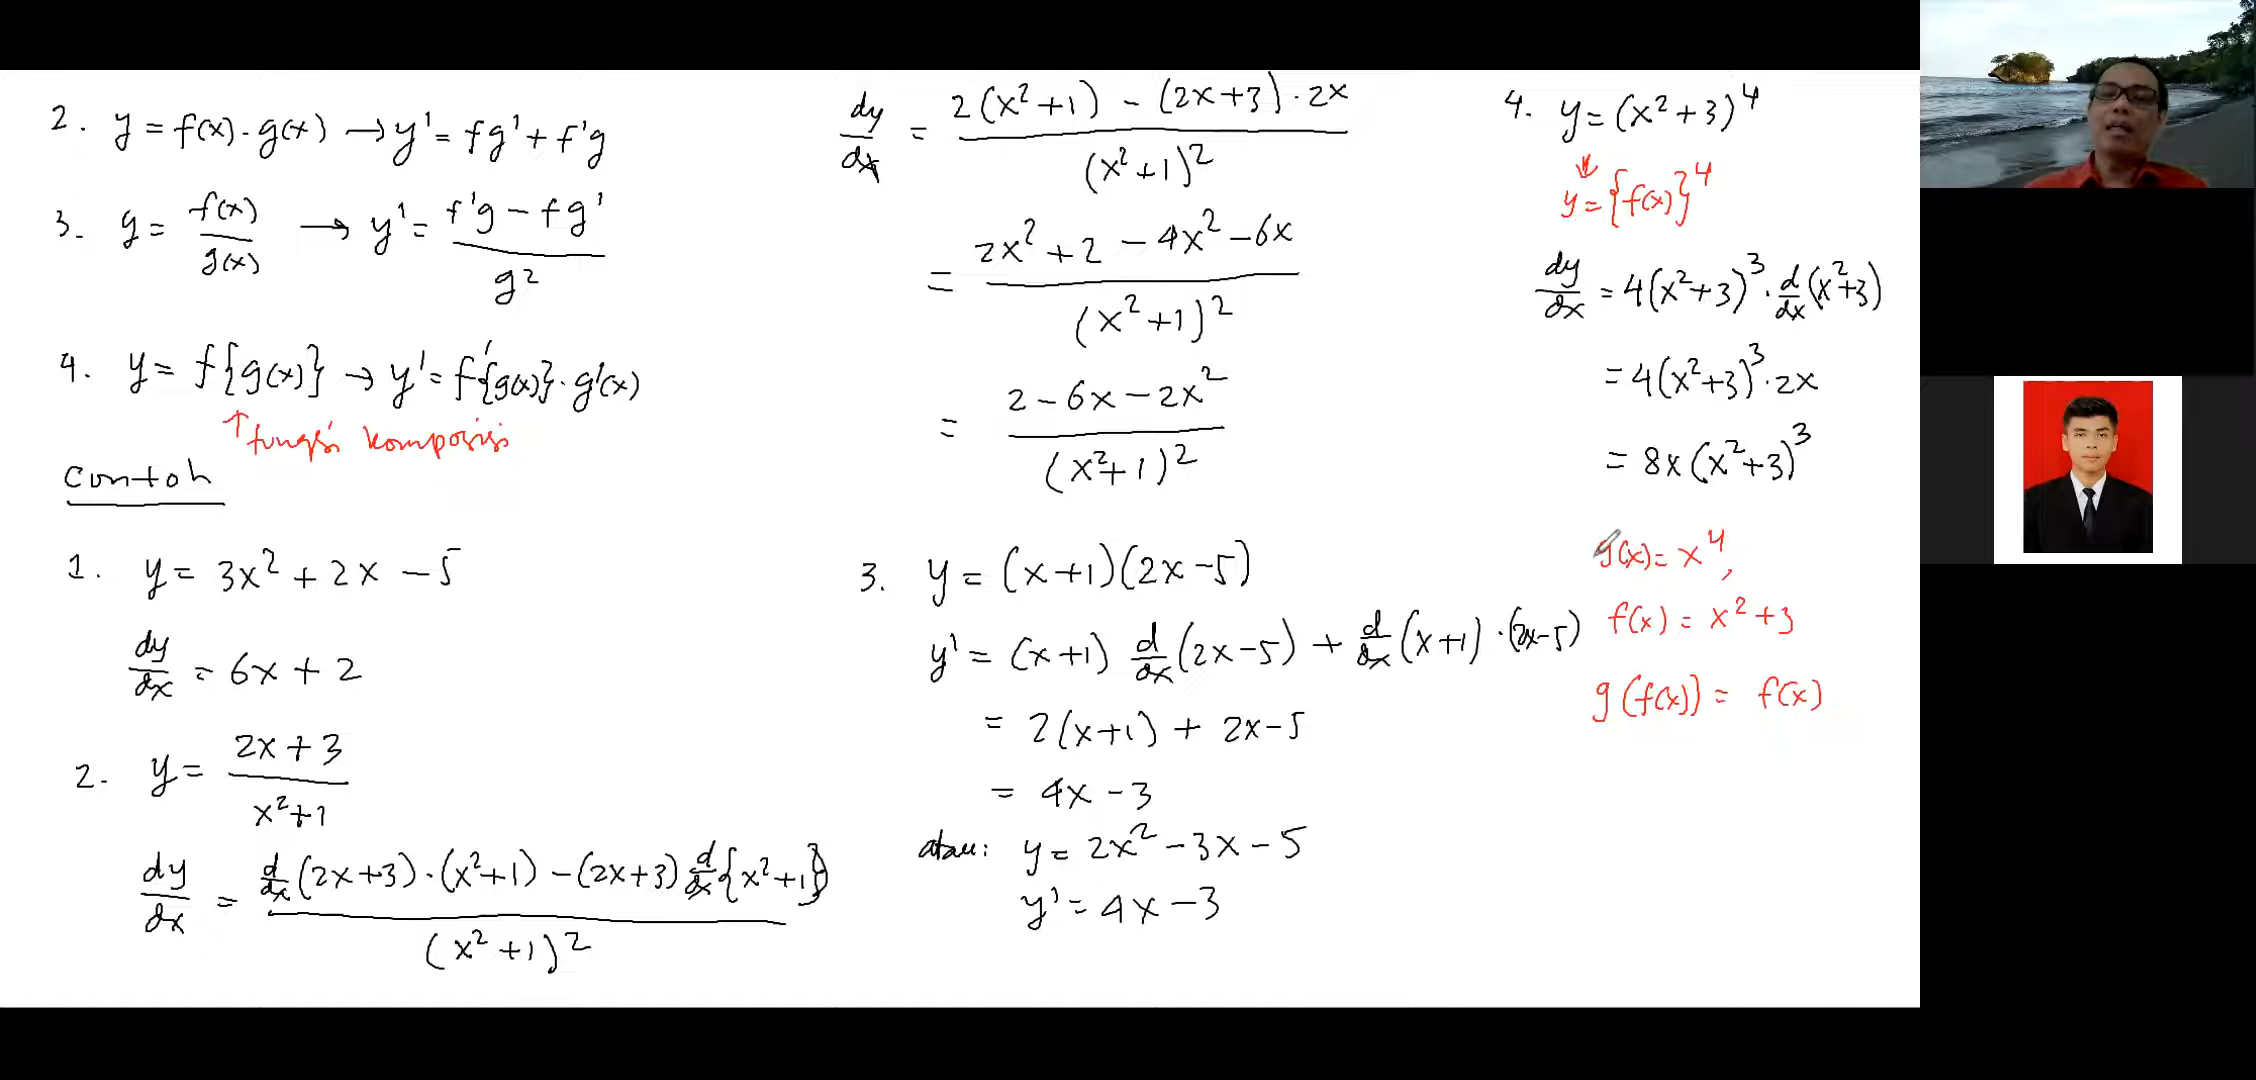 2. y = f(x) · g(x) → y' = fg' + f'g
3. y = f(x)/g(x) → y' = (f'g − fg')/g²
4. y = f{g(x)} → y' = f'{g(x)} · g'(x)
↑ fungsi komposisi
Contoh
1. y = 3x² + 2x − 5
dy/dx = 6x + 2
2. y = (2x + 3)/(x² + 1)
dy/dx = (d/dx (2x + 3) · (x² + 1) − (2x + 3) d/dx {x² + 1})/(x² + 1)²
dy/dx = (2(x² + 1) − (2x + 3) · 2x)/(x² + 1)²
= (2x² + 2 − 4x² − 6x)/(x² + 1)²
= (2 − 6x − 2x²)/(x² + 1)²
3. y = (x + 1)(2x − 5)
y' = (x + 1) d/dx (2x − 5) + d/dx (x + 1) · (2x − 5)
= 2(x + 1) + 2x − 5
= 4x − 3
atau: y = 2x² − 3x − 5
y' = 4x − 3
4. y = (x² + 3)⁴
↓
y = {f(x)}⁴
dy/dx = 4(x² + 3)³ · d/dx (x² + 3)
= 4(x² + 3)³ · 2x
= 8x (x² + 3)³
g(x) = x⁴,
f(x) = x² + 3
g(f(x)) = f(x)